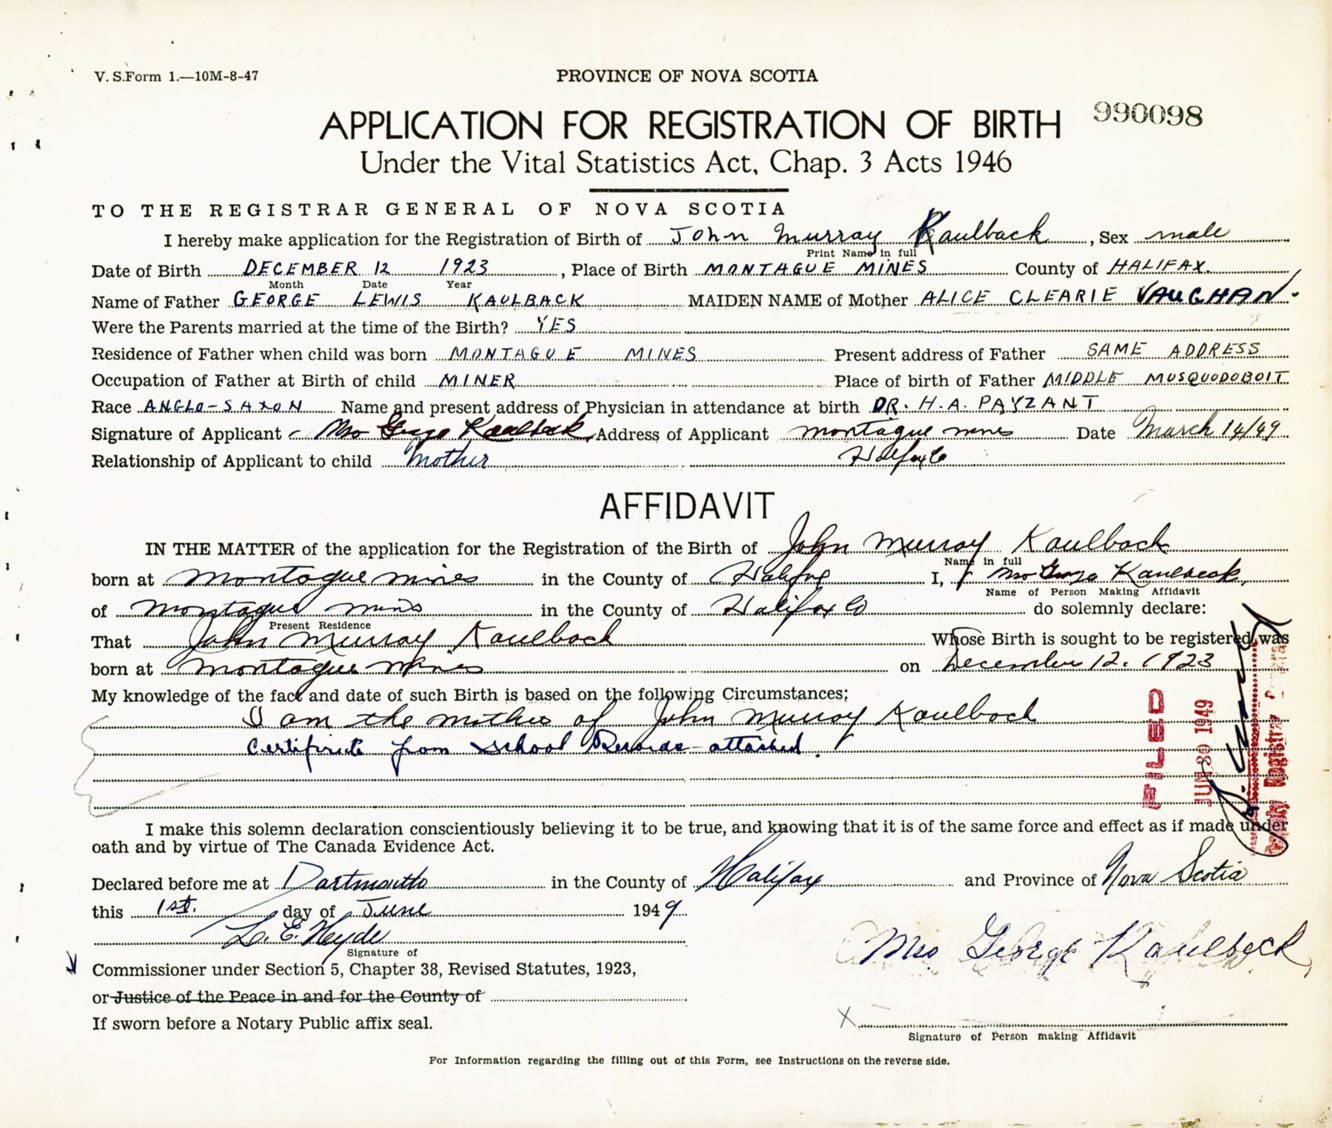 V. S.Form 1.—10M-8-47
PROVINCE OF NOVA SCOTIA
990098
APPLICATION FOR REGISTRATION OF BIRTH
Under the Vital Statistics Act, Chap. 3 Acts 1946
TO THE REGISTRAR GENERAL OF NOVA SCOTIA
I hereby make application for the Registration of Birth of John Murray Kaulback, Sex male
Print Name in full
Date of Birth DECEMBER 12 1923, Place of Birth MONTAGUE MINES County of HALIFAX.
Month Date Year
Name of Father GEORGE LEWIS KAULBACK MAIDEN NAME of Mother ALICE CLEARIE VAUGHAN.
Were the Parents married at the time of the Birth? YES
Residence of Father when child was born MONTAGUE MINES Present address of Father SAME ADDRESS
Occupation of Father at Birth of child MINER Place of birth of Father MIDDLE MUSQUODOBOIT
Race ANGLO-SAXON Name and present address of Physician in attendance at birth DR. H.A. PAYZANT
Signature of Applicant Mrs George Kaulback Address of Applicant Montague Mines Date March 14/49
Relationship of Applicant to child Mother Halifax Co
AFFIDAVIT
IN THE MATTER of the application for the Registration of the Birth of John Murray Kaulback
Name in full
born at Montague Mines in the County of Halifax I, Mrs George Kaulback,
Name of Person Making Affidavit
of Montague Mines in the County of Halifax Co do solemnly declare:
Present Residence
That John Murray Kaulback Whose Birth is sought to be registered was
born at Montague Mines on December 12. 1923
My knowledge of the fact and date of such Birth is based on the following Circumstances;
I am the mother of John Murray Kaulback
Certificate from School Records attached.
FILED
JUN 30 1949
Deputy Registrar
I make this solemn declaration conscientiously believing it to be true, and knowing that it is of the same force and effect as if made under
oath and by virtue of The Canada Evidence Act.
Declared before me at Dartmouth in the County of Halifax and Province of Nova Scotia
this 1st. day of June 1949
Signature of
Mrs George Kaulback
Commissioner under Section 5, Chapter 38, Revised Statutes, 1923,
or Justice of the Peace in and for the County of
If sworn before a Notary Public affix seal.
X
Signature of Person making Affidavit
For Information regarding the filling out of this Form, see Instructions on the reverse side.